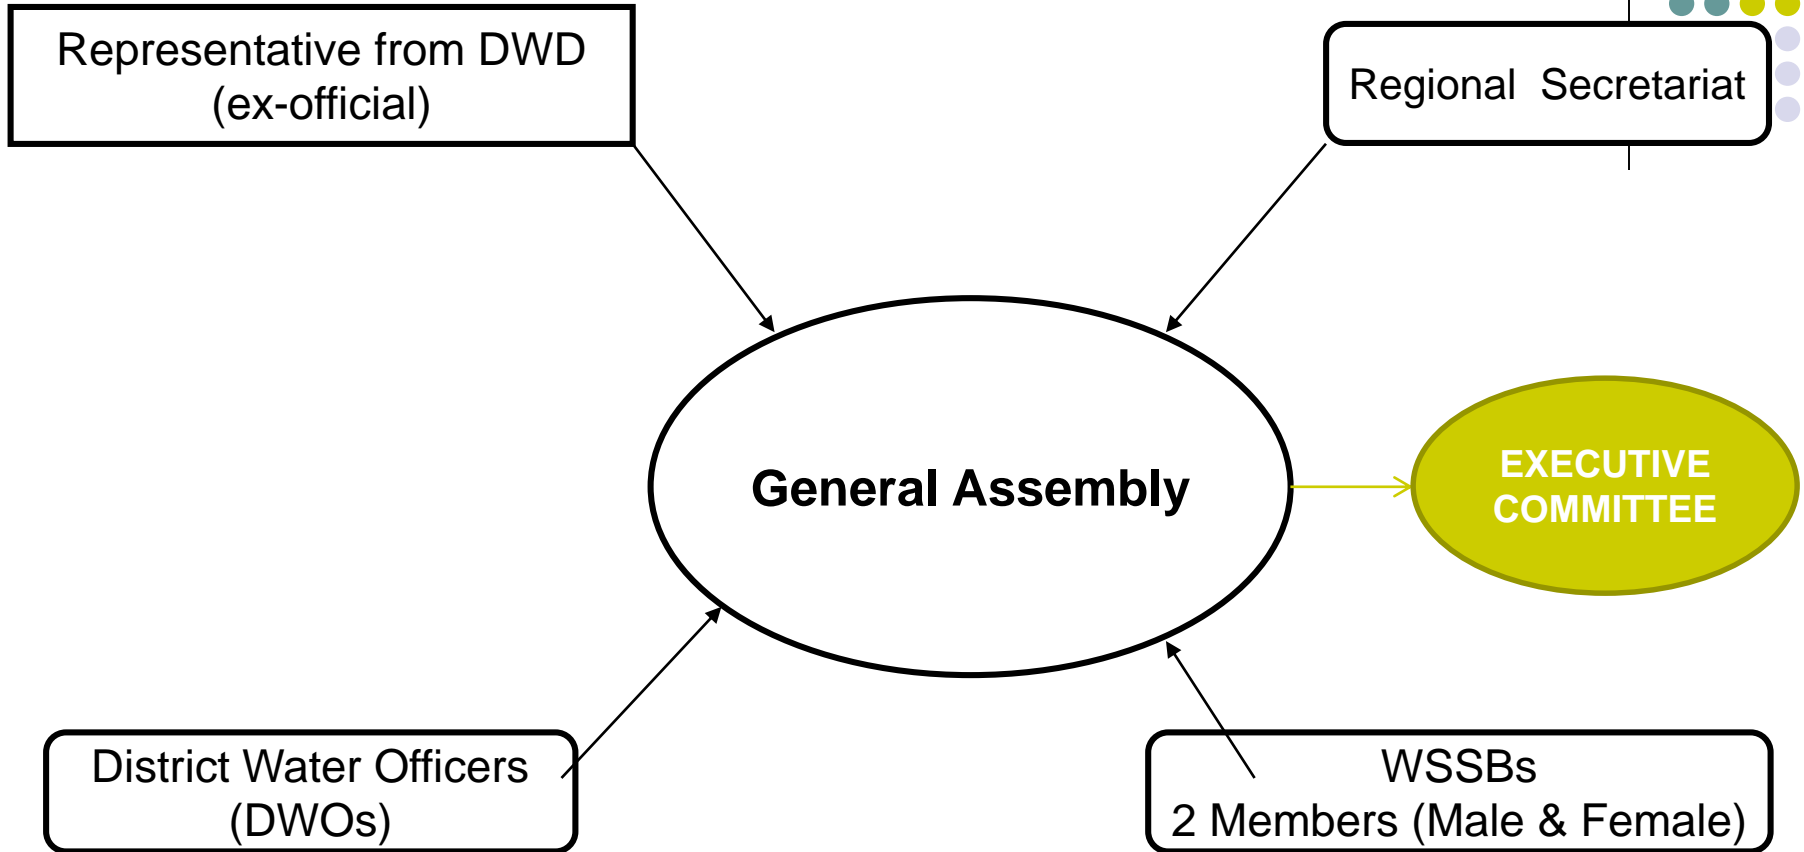 Representative from DWD
(ex-official)
Regional Secretariat
General Assembly
EXECUTIVE
COMMITTEE
District Water Officers
(DWOs)
WSSBs
2 Members (Male & Female)